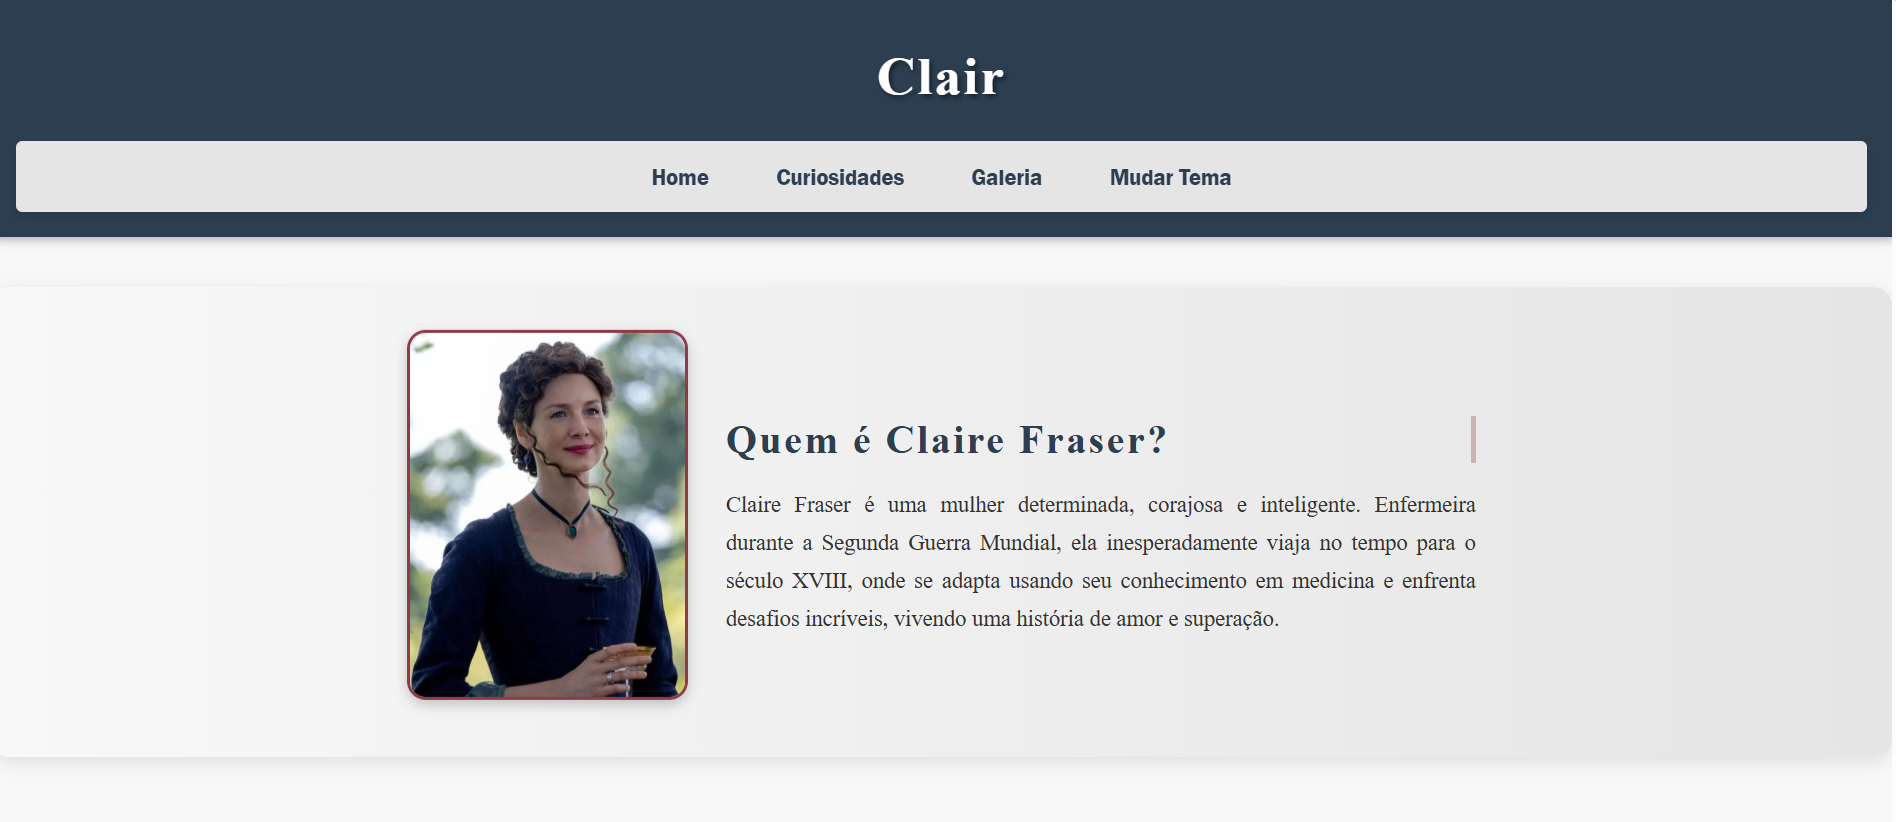 Clair
Home Curiosidades Galeria Mudar Tema
Quem é Claire Fraser?
Claire Fraser é uma mulher determinada, corajosa e inteligente. Enfermeira
durante a Segunda Guerra Mundial, ela inesperadamente viaja no tempo para o
século XVIII, onde se adapta usando seu conhecimento em medicina e enfrenta
desafios incríveis, vivendo uma história de amor e superação.